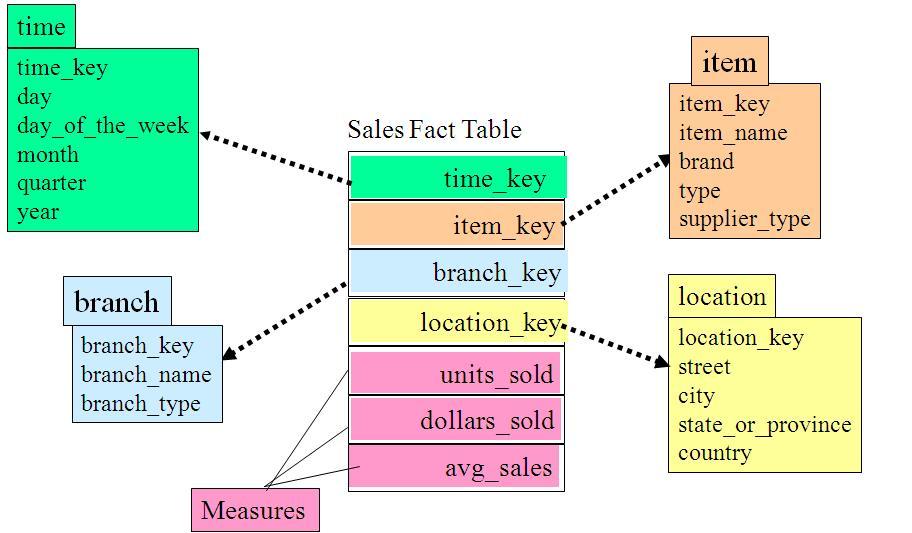 time
time_key
day
day_of_the_week
month
quarter
year
item
item_key
item_name
brand
type
supplier_type
Sales Fact Table
time_key
item_key
branch_key
location_key
units_sold
dollars_sold
avg_sales
branch
branch_key
branch_name
branch_type
location
location_key
street
city
state_or_province
country
Measures